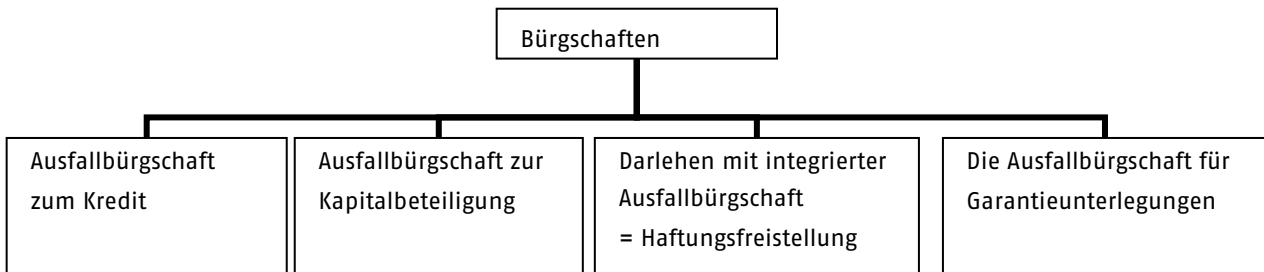 Bürgschaften
Ausfallbürgschaft
zum Kredit
Ausfallbürgschaft zur
Kapitalbeteiligung
Darlehen mit integrierter
Ausfallbürgschaft
= Haftungsfreistellung
Die Ausfallbürgschaft für
Garantieunterlegungen